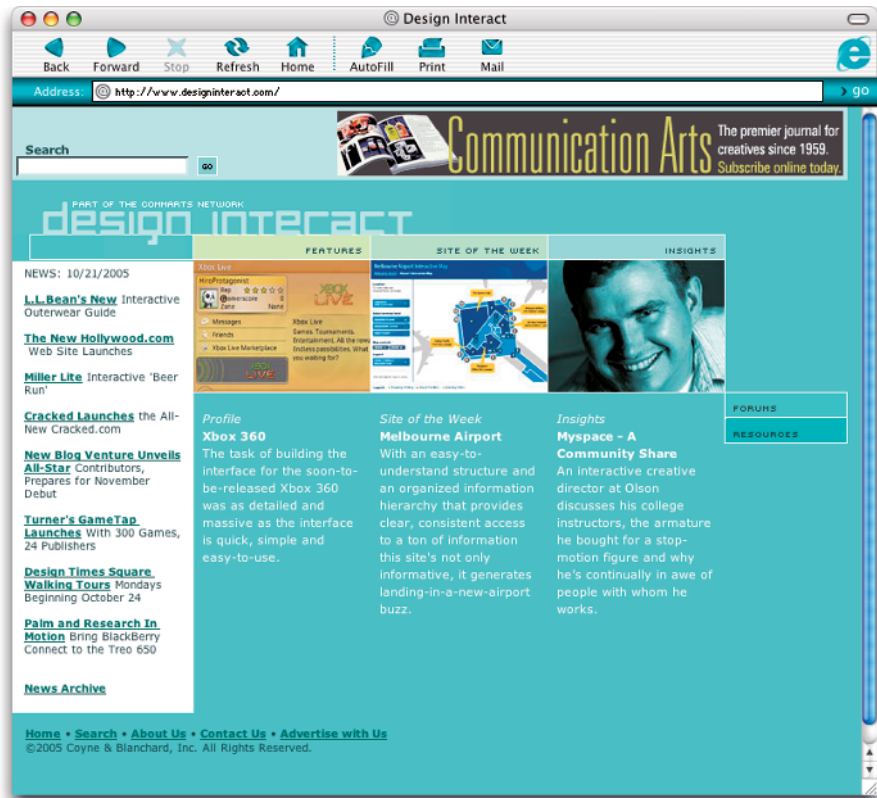 Design Interact
Back Forward Stop Refresh Home AutoFill Print Mail
Address: http://www.designinteract.com/ go
Search
GO
Communication Arts
The premier journal for
creatives since 1959.
Subscribe online today.
PART OF THE COMMARTS NETWORK
design interact
FEATURES
SITE OF THE WEEK
INSIGHTS
NEWS: 10/21/2005
L.L.Bean's New Interactive
Outerwear Guide
The New Hollywood.com
Web Site Launches
Miller Lite Interactive 'Beer
Run'
Cracked Launches the All-
New Cracked.com
New Blog Venture Unveils
All-Star Contributors,
Prepares for November
Debut
Turner's GameTap
Launches With 300 Games,
24 Publishers
Design Times Square
Walking Tours Mondays
Beginning October 24
Palm and Research In
Motion Bring BlackBerry
Connect to the Treo 650
News Archive
Xbox Live
HiroProtagonist
Rep
Gamerscore 0
Zone None
XBOX
LIVE
Messages
Friends
Xbox Live Marketplace
Xbox Live
Games. Tournaments.
Entertainment. All the new
Endless possibilities. What
you waiting for?
XBOX
LIVE
Melbourne Airport Interactive Map
Profile
Xbox 360
The task of building the
interface for the soon-to-
be-released Xbox 360
was as detailed and
massive as the interface
is quick, simple and
easy-to-use.
Site of the Week
Melbourne Airport
With an easy-to-
understand structure and
an organized information
hierarchy that provides
clear, consistent access
to a ton of information
this site's not only
informative, it generates
landing-in-a-new-airport
buzz.
Insights
Myspace - A
Community Share
An interactive creative
director at Olson
discusses his college
instructors, the armature
he bought for a stop-
motion figure and why
he's continually in awe of
people with whom he
works.
FORUMS
RESOURCES
Home • Search • About Us • Contact Us • Advertise with Us
©2005 Coyne & Blanchard, Inc. All Rights Reserved.